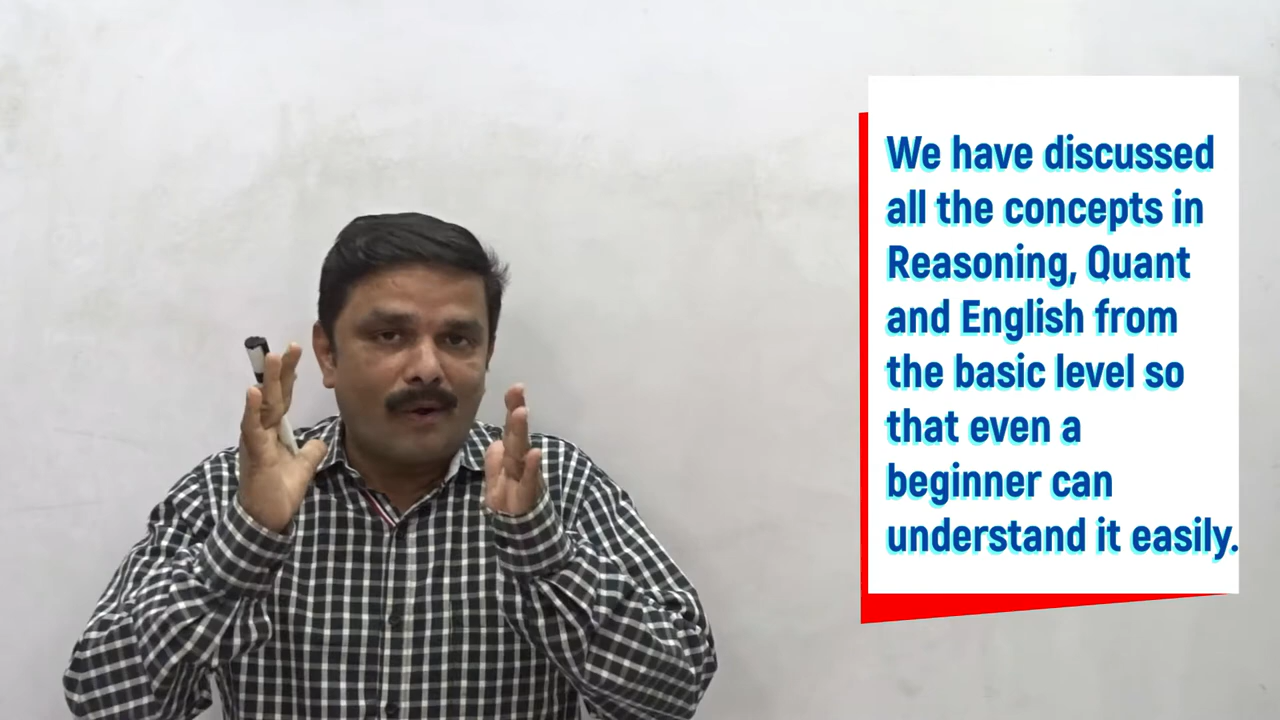 We have discussed
all the concepts in
Reasoning, Quant
and English from
the basic level so
that even a
beginner can
understand it easily.